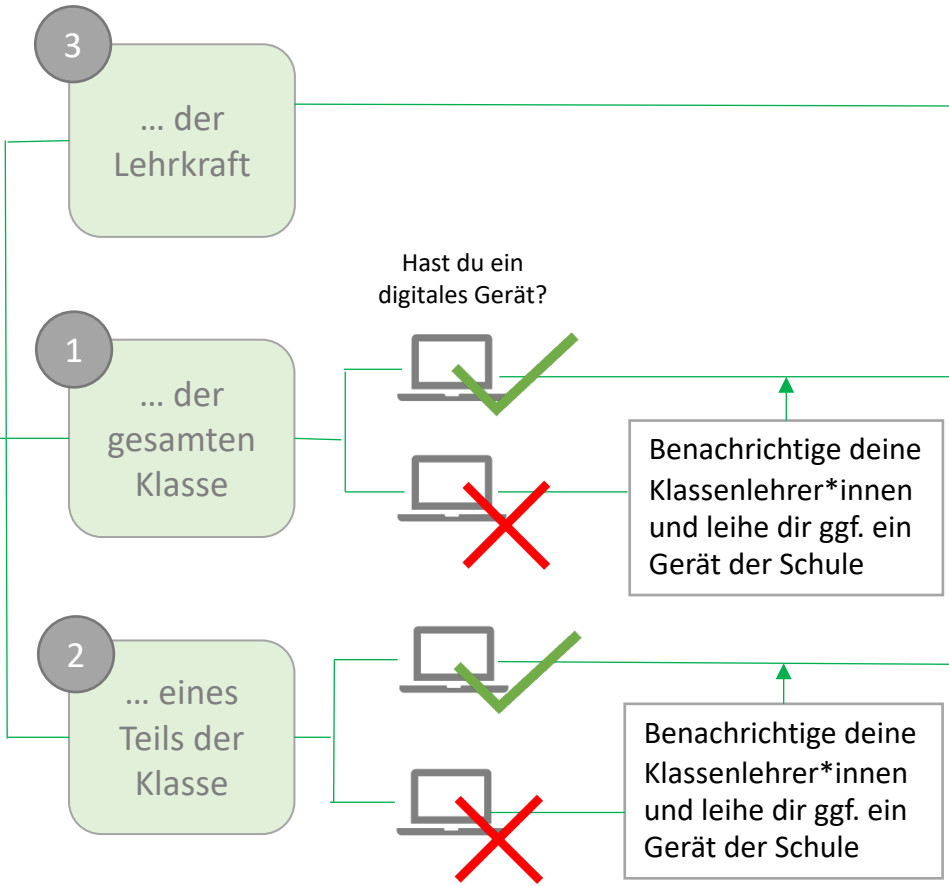 3
… der
Lehrkraft
Hast du ein
digitales Gerät?
1
… der
gesamten
Klasse
Benachrichtige deine
Klassenlehrer*innen
und leihe dir ggf. ein
Gerät der Schule
2
… eines
Teils der
Klasse
Benachrichtige deine
Klassenlehrer*innen
und leihe dir ggf. ein
Gerät der Schule